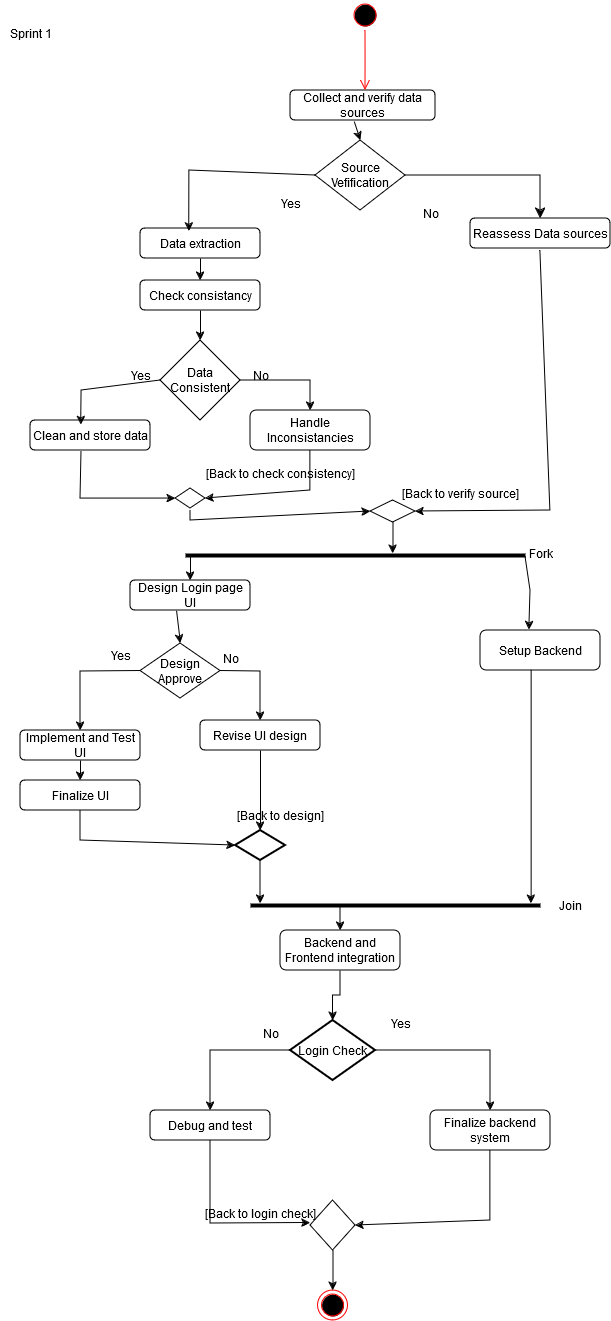 Sprint 1
Collect and verify data
sources
Source
Vefification
Yes
No
Data extraction
Reassess Data sources
Check consistancy
Data
Consistent
Yes
No
Clean and store data
Handle
Inconsistancies
[Back to check consistency]
[Back to verify source]
Fork
Design Login page
UI
Setup Backend
Yes
No
Design
Approve
Implement and Test
UI
Revise UI design
Finalize UI
[Back to design]
Join
Backend and
Frontend integration
No
Yes
Login Check
Debug and test
Finalize backend
system
[Back to login check]